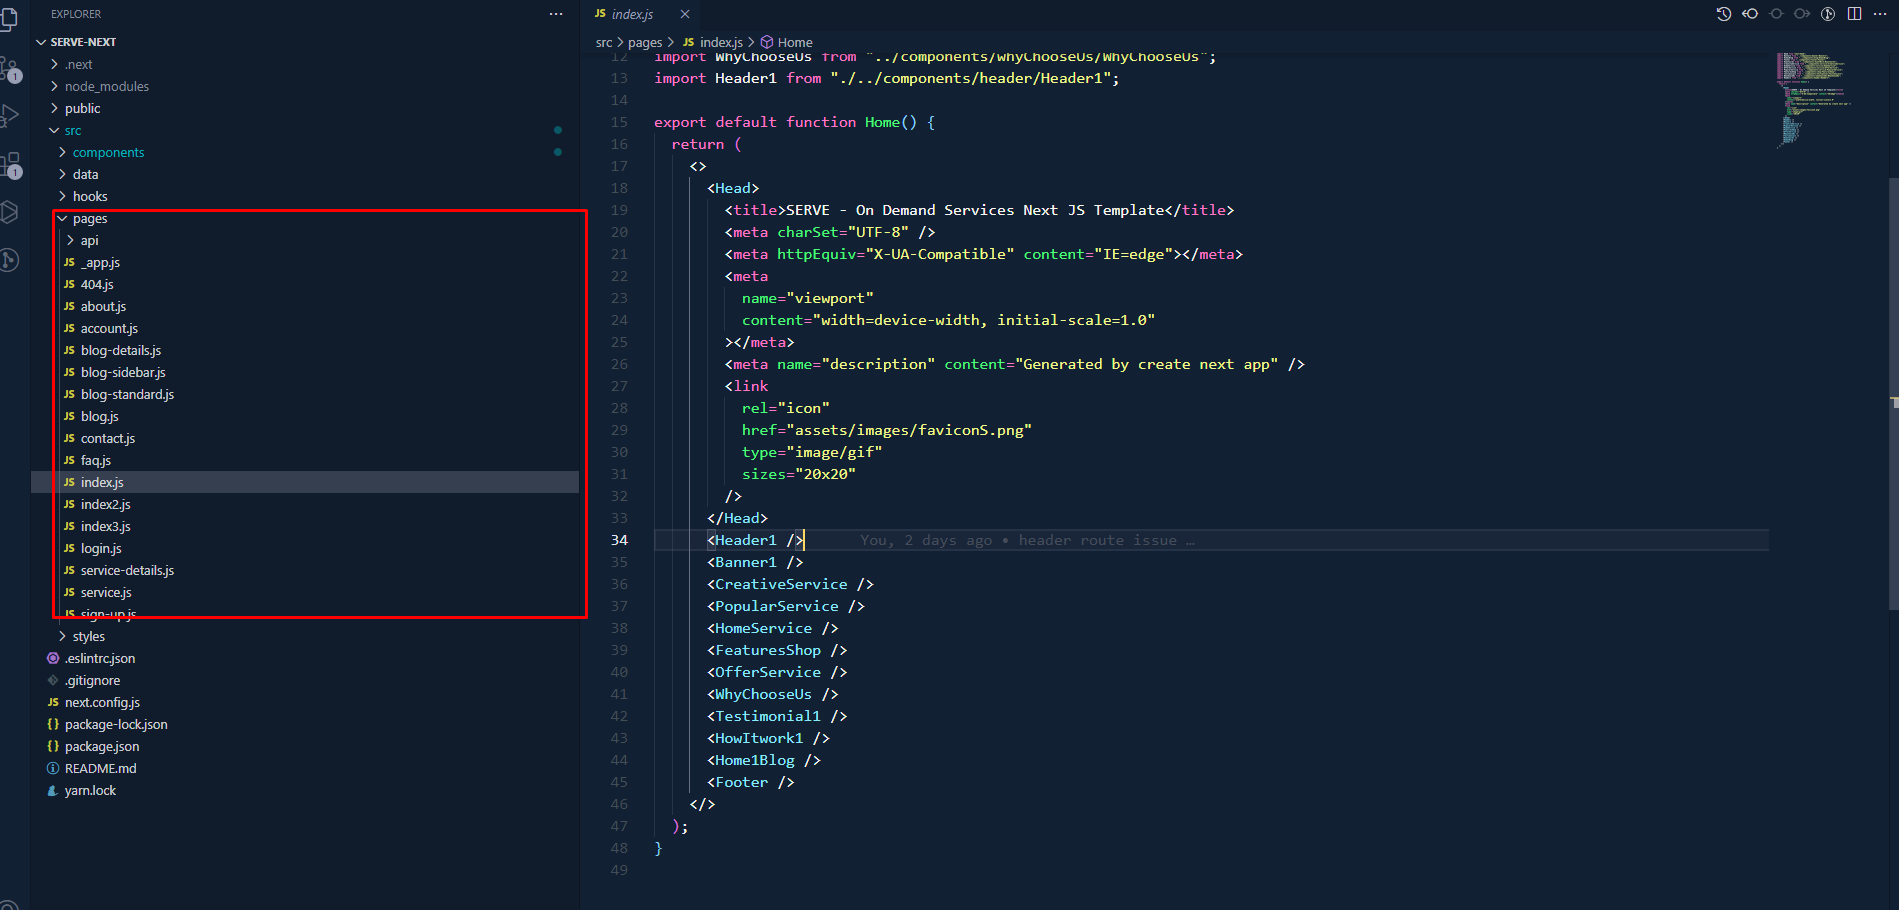 EXPLORER
SERVE-NEXT
.next
node_modules
public
src
components
data
hooks
pages
api
JS _app.js
JS 404.js
JS about.js
JS account.js
JS blog-details.js
JS blog-sidebar.js
JS blog-standard.js
JS blog.js
JS contact.js
JS faq.js
JS index.js
JS index2.js
JS index3.js
JS login.js
JS service-details.js
JS service.js
JS sign-up.js
styles
.eslintrc.json
.gitignore
JS next.config.js
{} package-lock.json
{} package.json
README.md
yarn.lock
1
1
JS index.js
src > pages > JS index.js > Home
12 import WhyChooseUs from "../components/whyChooseUs/WhyChooseUs";
13 import Header1 from "./../components/header/Header1";
14
15 export default function Home() {
16 return (
17 <>
18 <Head>
19 <title>SERVE - On Demand Services Next JS Template</title>
20 <meta charSet="UTF-8" />
21 <meta httpEquiv="X-UA-Compatible" content="IE=edge"></meta>
22 <meta
23 name="viewport"
24 content="width=device-width, initial-scale=1.0"
25 ></meta>
26 <meta name="description" content="Generated by create next app" />
27 <link
28 rel="icon"
29 href="assets/images/faviconS.png"
30 type="image/gif"
31 sizes="20x20"
32 />
33 </Head>
34 <Header1 /> You, 2 days ago • header route issue …
35 <Banner1 />
36 <CreativeService />
37 <PopularService />
38 <HomeService />
39 <FeaturesShop />
40 <OfferService />
41 <WhyChooseUs />
42 <Testimonial1 />
43 <HowItwork1 />
44 <Home1Blog />
45 <Footer />
46 </>
47 );
48 }
49